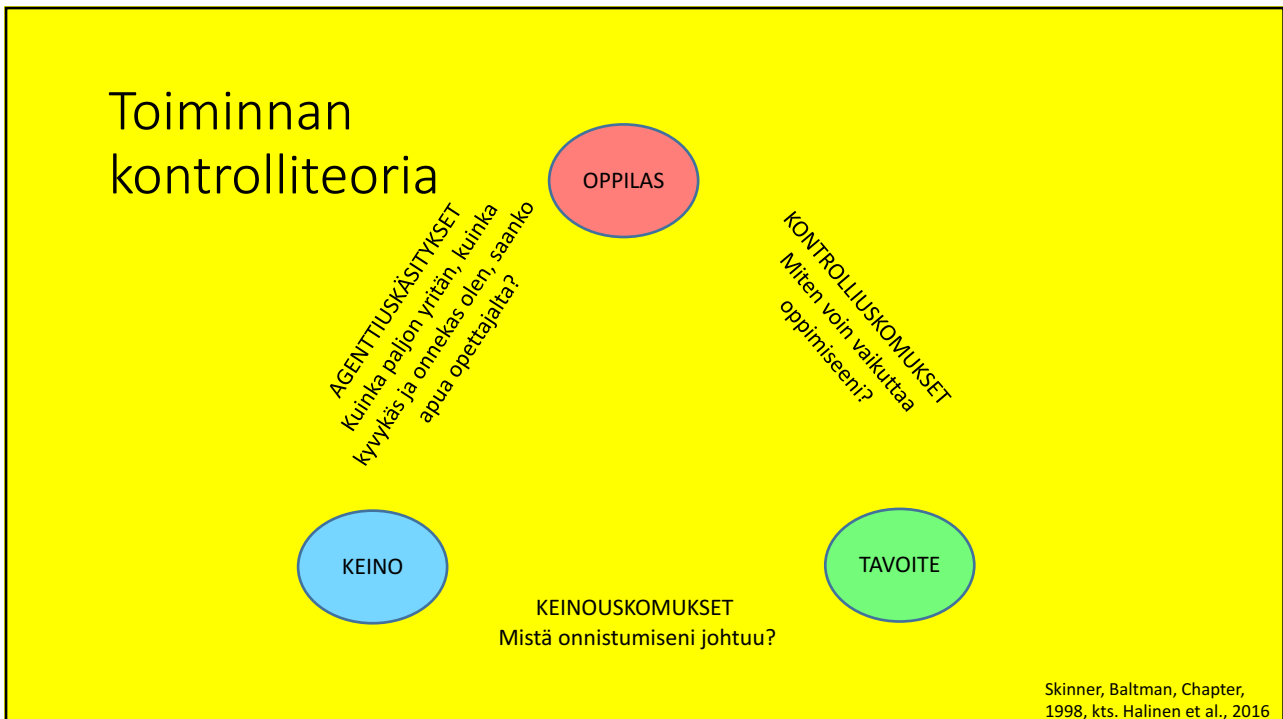 Toiminnan
kontrolliteoria
OPPILAS
AGENTTIUSKÄSITYKSET
Kuinka paljon yritän, kuinka
kyvykäs ja onnekas olen, saanko
apua opettajalta?
KONTROLLIUSKOMUKSET
Miten voin vaikuttaa
oppimiseeni?
KEINO
TAVOITE
KEINOUSKOMUKSET
Mistä onnistumiseni johtuu?
Skinner, Baltman, Chapter,
1998, kts. Halinen et al., 2016